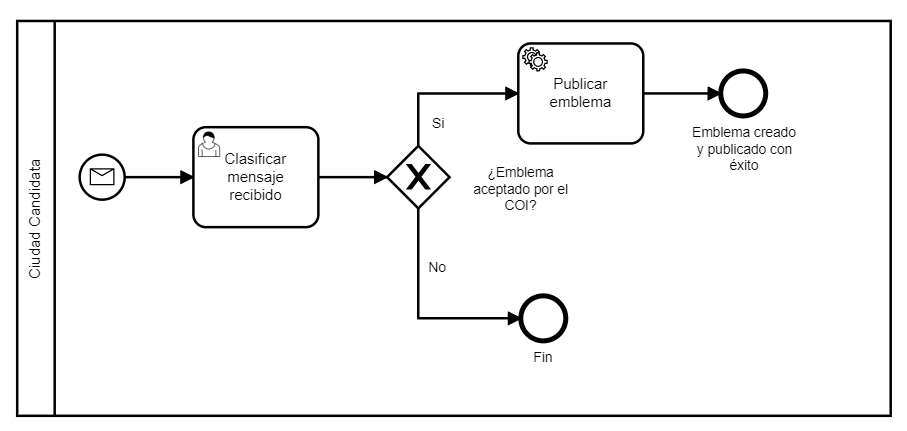 Ciudad Candidata
Clasificar
mensaje
recibido
Si
¿Emblema
aceptado por el
COI?
Publicar
emblema
Emblema creado
y publicado con
éxito
No
Fin